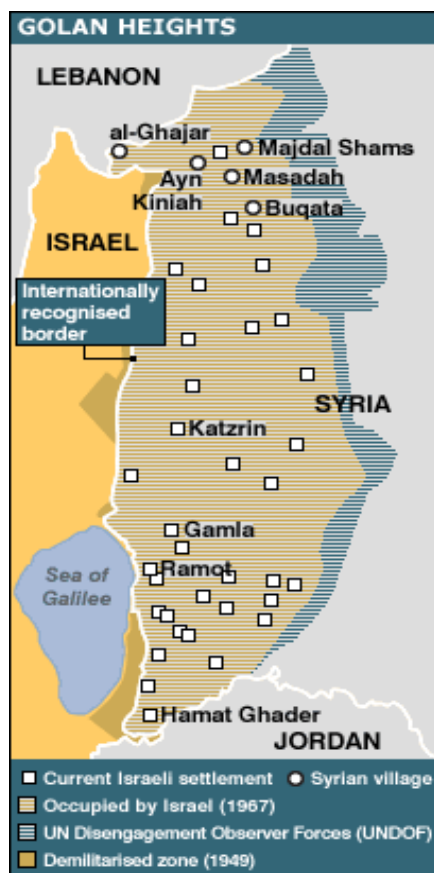 GOLAN HEIGHTS
LEBANON
al-Ghajar
Majdal Shams
Ayn
Kiniah
Masadah
Buqata
ISRAEL
Internationally
recognised
border
SYRIA
Katzrin
Gamla
Ramot
Sea of
Galilee
Hamat Ghader
JORDAN
Current Israeli settlement
Syrian village
Occupied by Israel (1967)
UN Disengagement Observer Forces (UNDOF)
Demilitarised zone (1949)